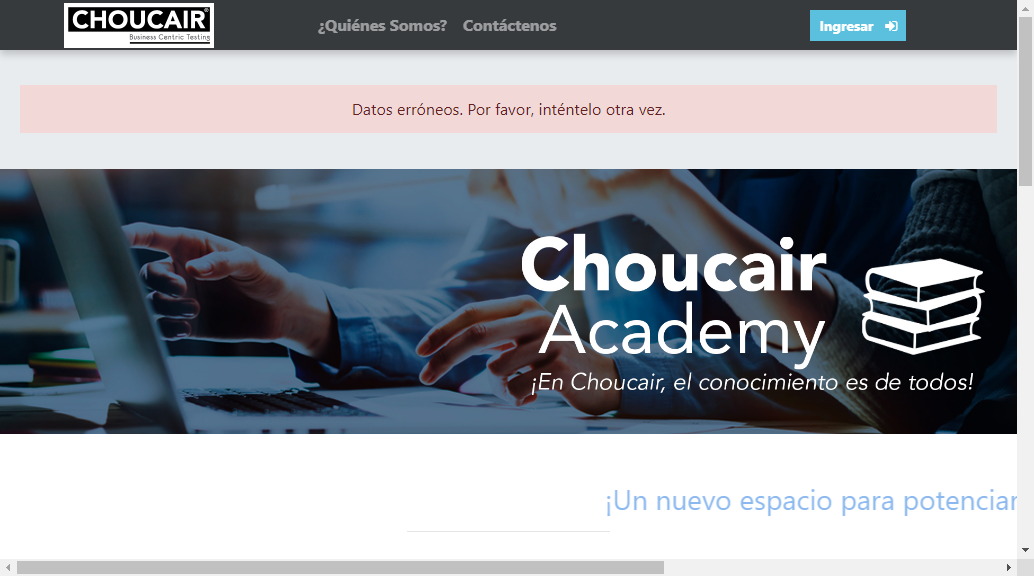 CHOUCAIR®
Business Centric Testing
¿Quiénes Somos? Contáctenos
Ingresar
Datos erróneos. Por favor, inténtelo otra vez.
Choucair
Academy
¡En Choucair, el conocimiento es de todos!
¡Un nuevo espacio para potenciar